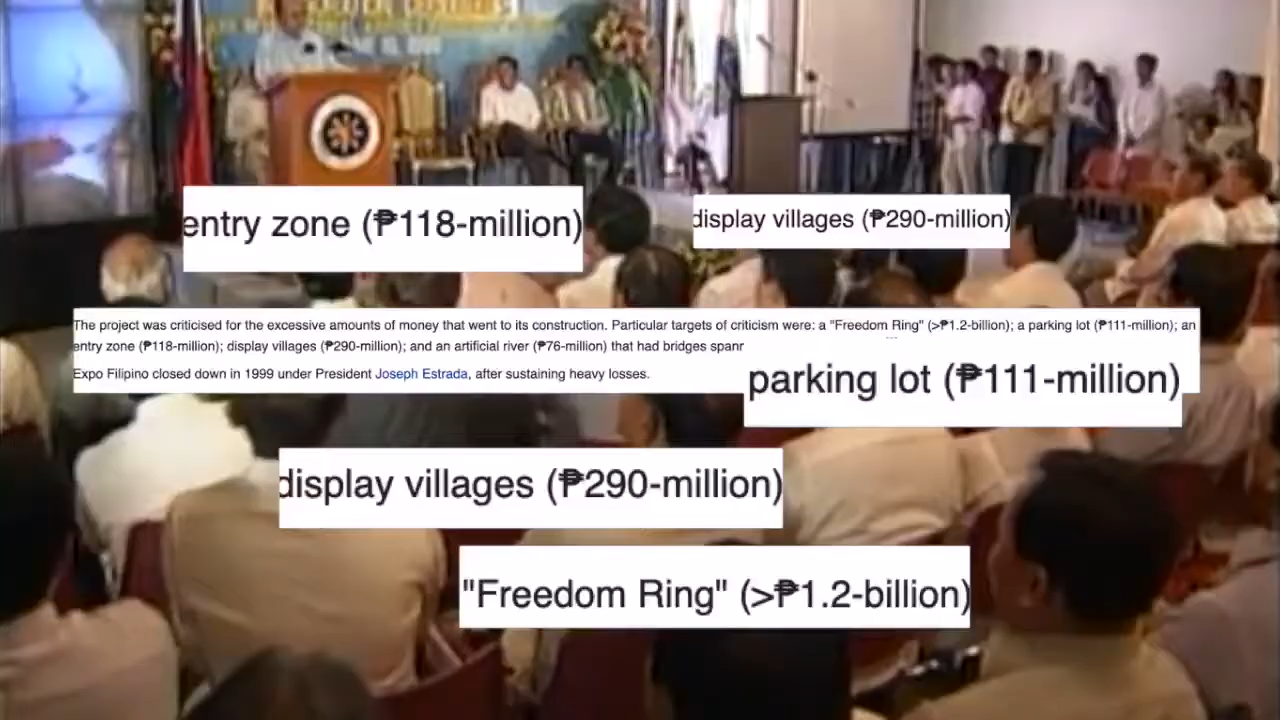 entry zone (₱118-million)
display villages (₱290-million)
The project was criticised for the excessive amounts of money that went to its construction. Particular targets of criticism were: a "Freedom Ring" (>₱1.2-billion); a parking lot (₱111-million); an
entry zone (₱118-million); display villages (₱290-million); and an artificial river (₱76-million) that had bridges spanr
Expo Filipino closed down in 1999 under President Joseph Estrada, after sustaining heavy losses.
parking lot (₱111-million)
display villages (₱290-million)
"Freedom Ring" (>₱1.2-billion)